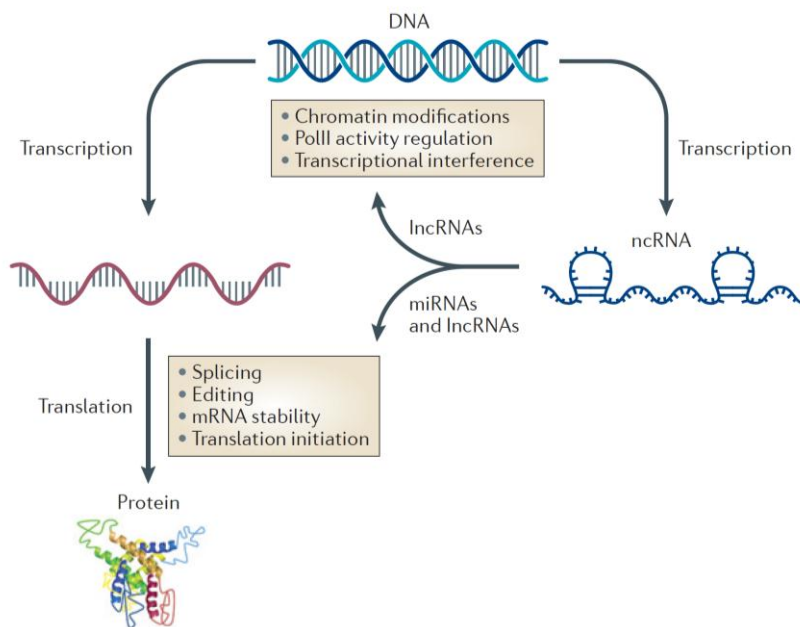 DNA
• Chromatin modifications
• PolII activity regulation
• Transcriptional interference
Transcription
Transcription
lncRNAs
ncRNA
miRNAs
and lncRNAs
• Splicing
• Editing
• mRNA stability
• Translation initiation
Translation
Protein